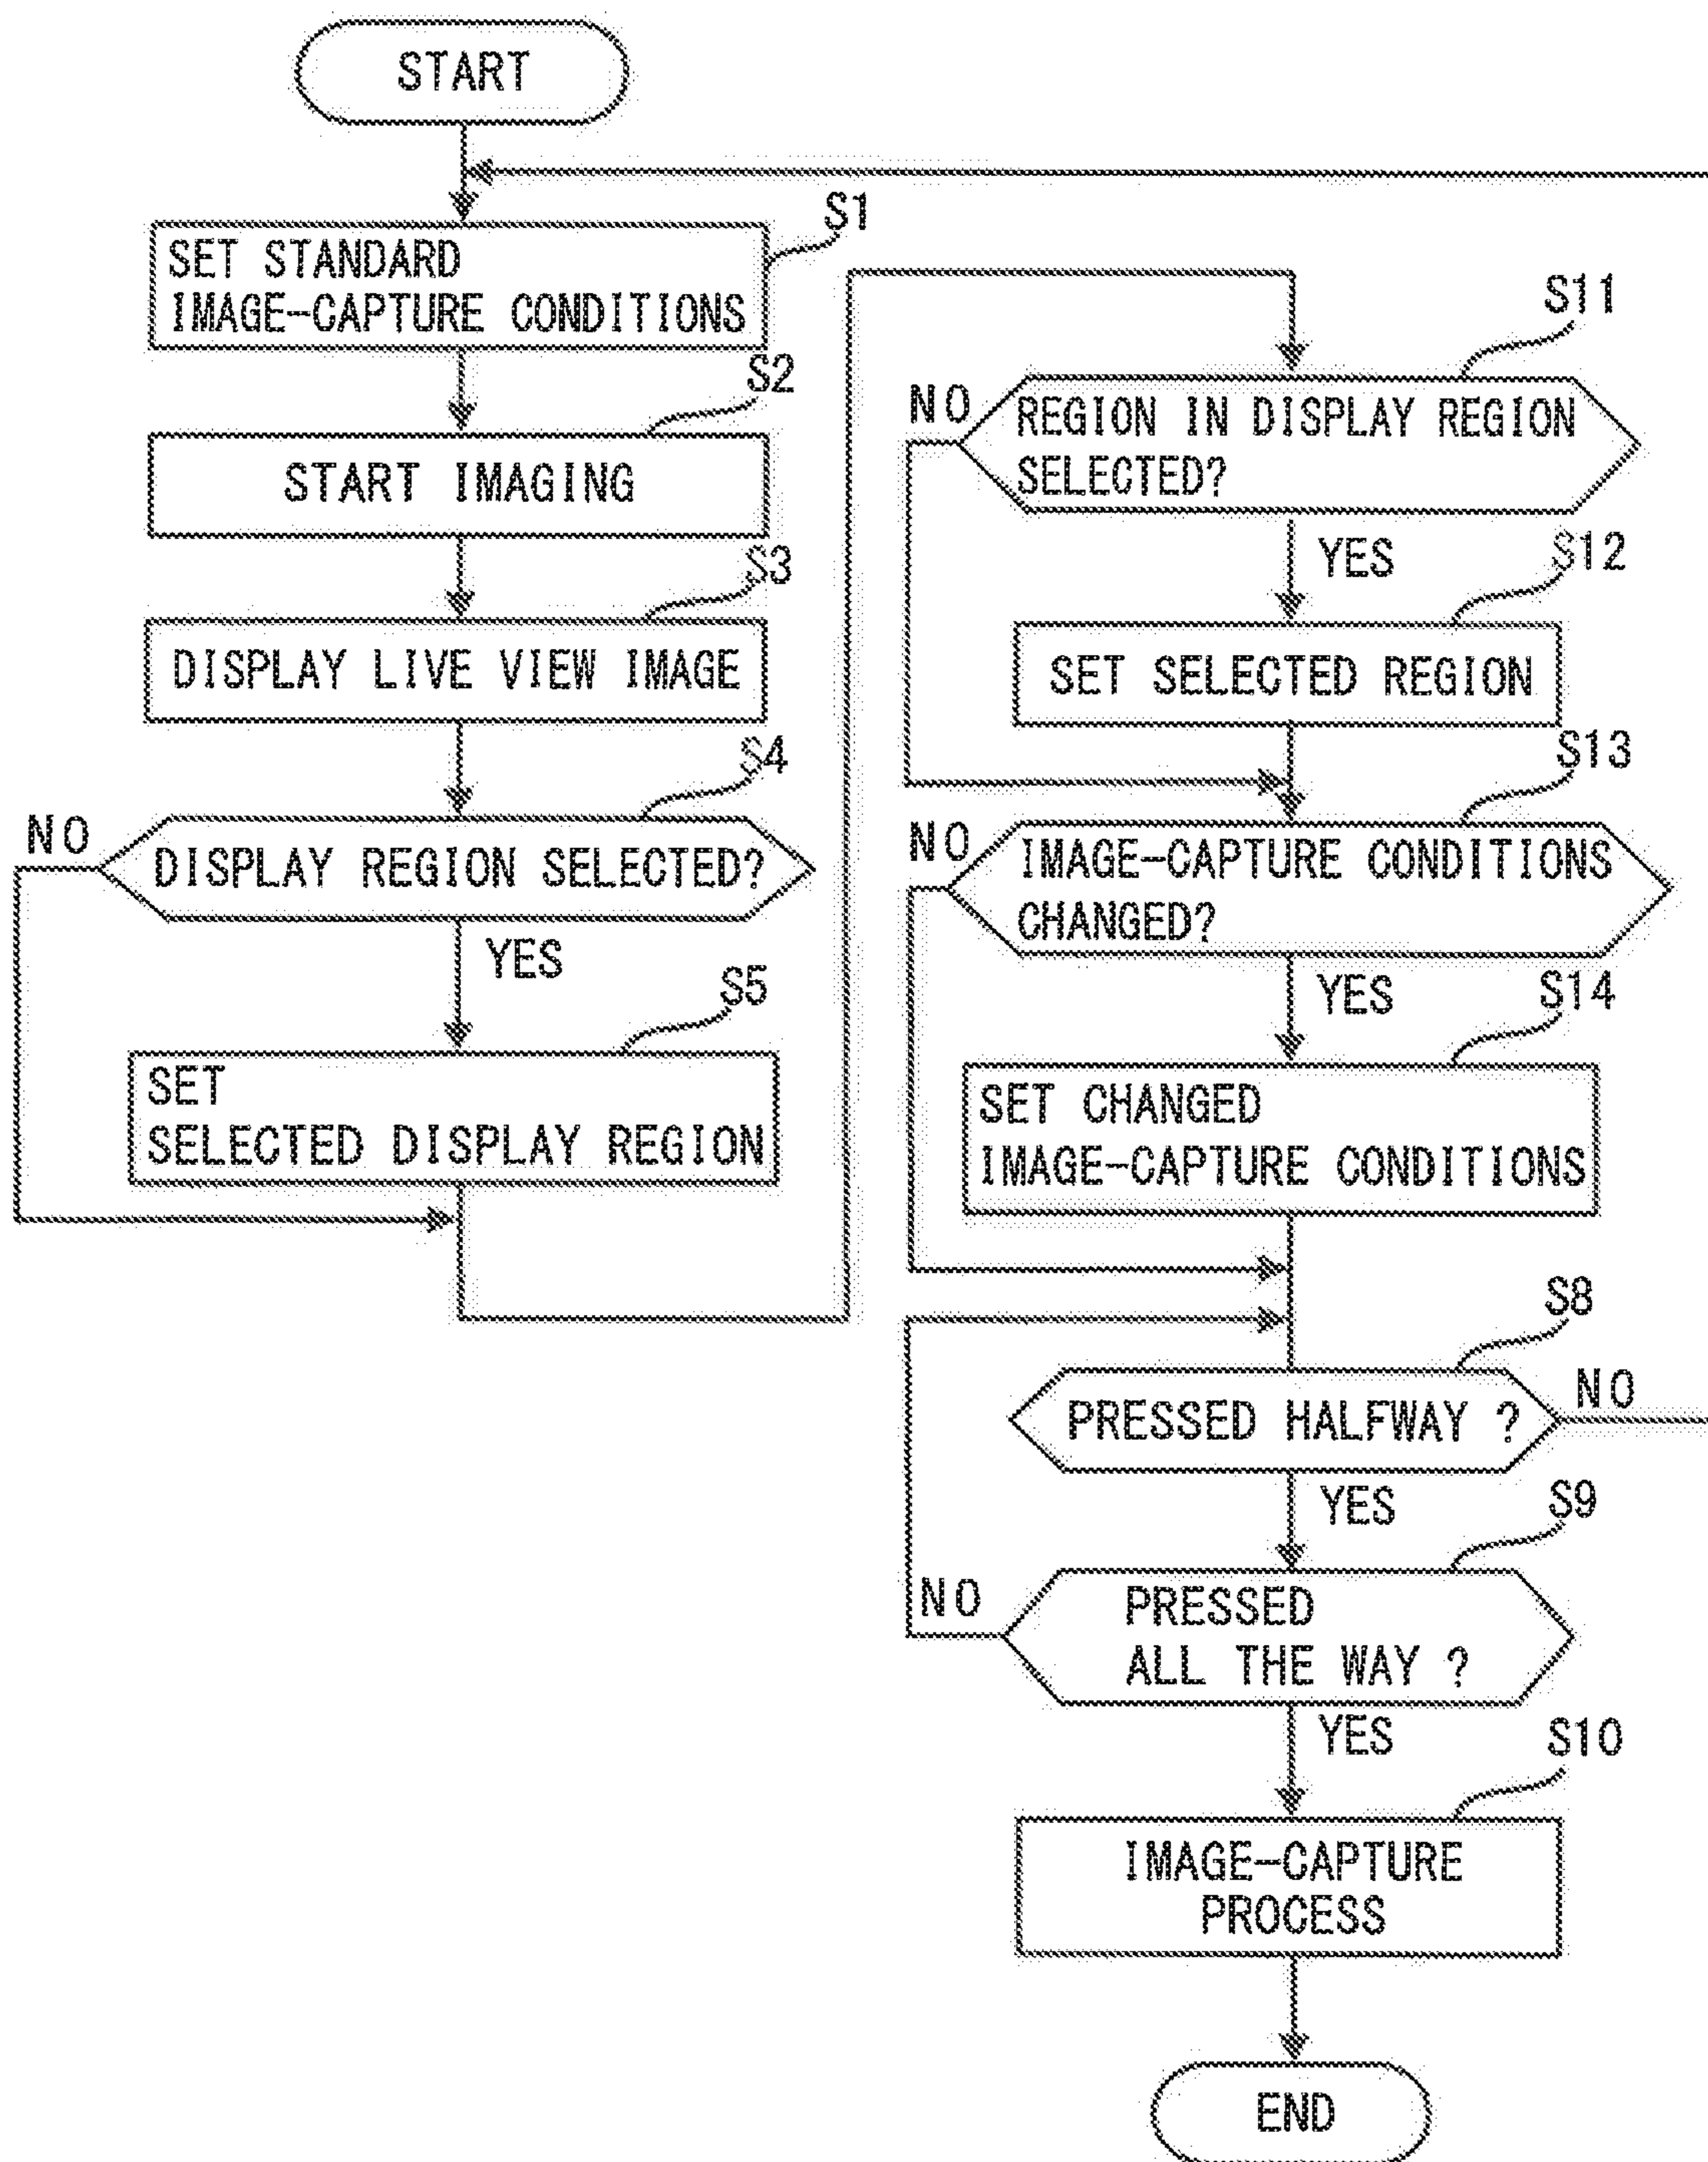 START
S1
SET STANDARD
IMAGE-CAPTURE CONDITIONS
S2
START IMAGING
S3
DISPLAY LIVE VIEW IMAGE
S4
NO
DISPLAY REGION SELECTED?
YES
S5
SET
SELECTED DISPLAY REGION
S11
NO
REGION IN DISPLAY REGION
SELECTED?
YES
S12
SET SELECTED REGION
S13
NO
IMAGE-CAPTURE CONDITIONS
CHANGED?
YES
S14
SET CHANGED
IMAGE-CAPTURE CONDITIONS
S8
PRESSED HALFWAY ?
NO
YES
S9
NO
PRESSED
ALL THE WAY ?
YES
S10
IMAGE-CAPTURE
PROCESS
END